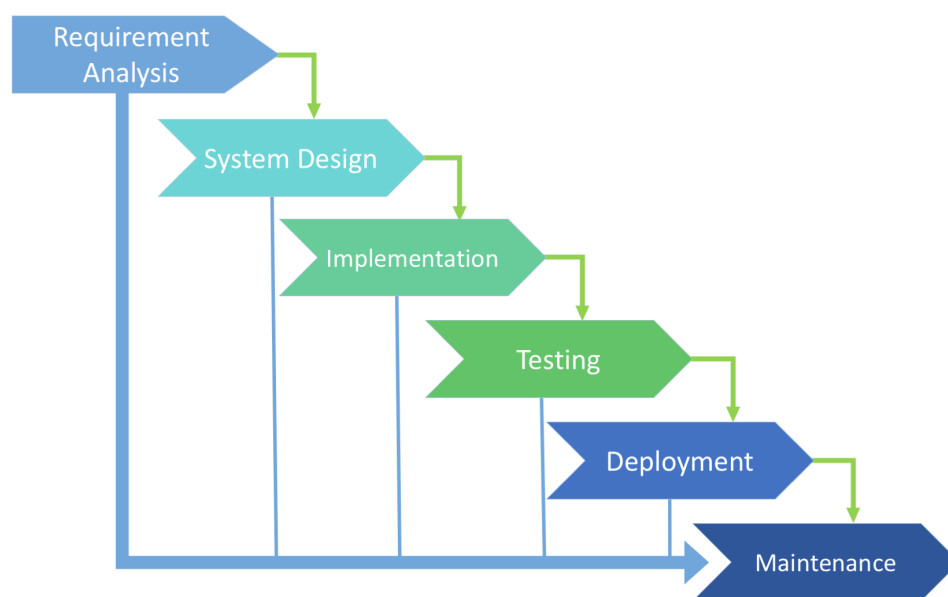 Requirement
Analysis
System Design
Implementation
Testing
Deployment
Maintenance